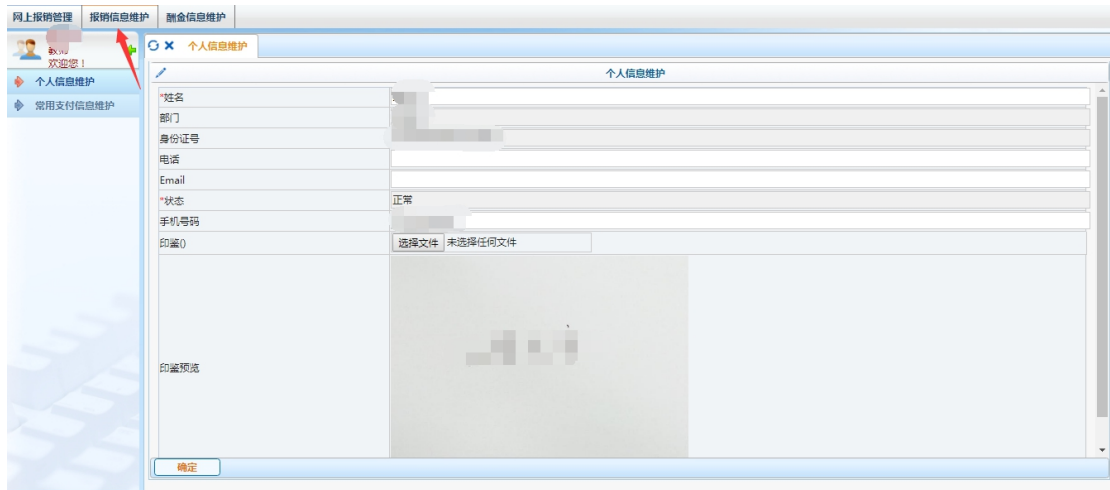 网上报销管理 报销信息维护 酬金信息维护
欢迎您！
个人信息维护
个人信息维护
常用支付信息维护
个人信息维护
*姓名
部门
身份证号
电话
Email
*状态 正常
手机号码
印鉴() 选择文件 未选择任何文件
印鉴预览
确定